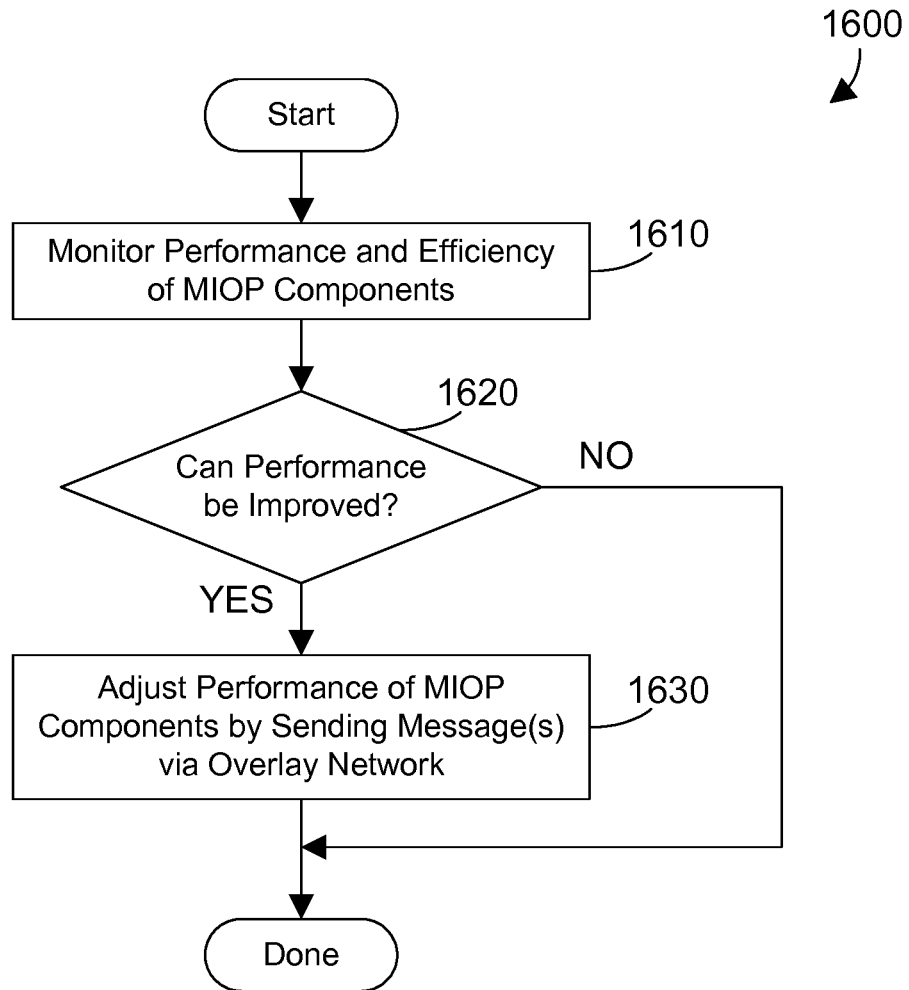 1600
Start
Monitor Performance and Efficiency
of MIOP Components
1610
1620
Can Performance
be Improved?
NO
YES
Adjust Performance of MIOP
Components by Sending Message(s)
via Overlay Network
1630
Done